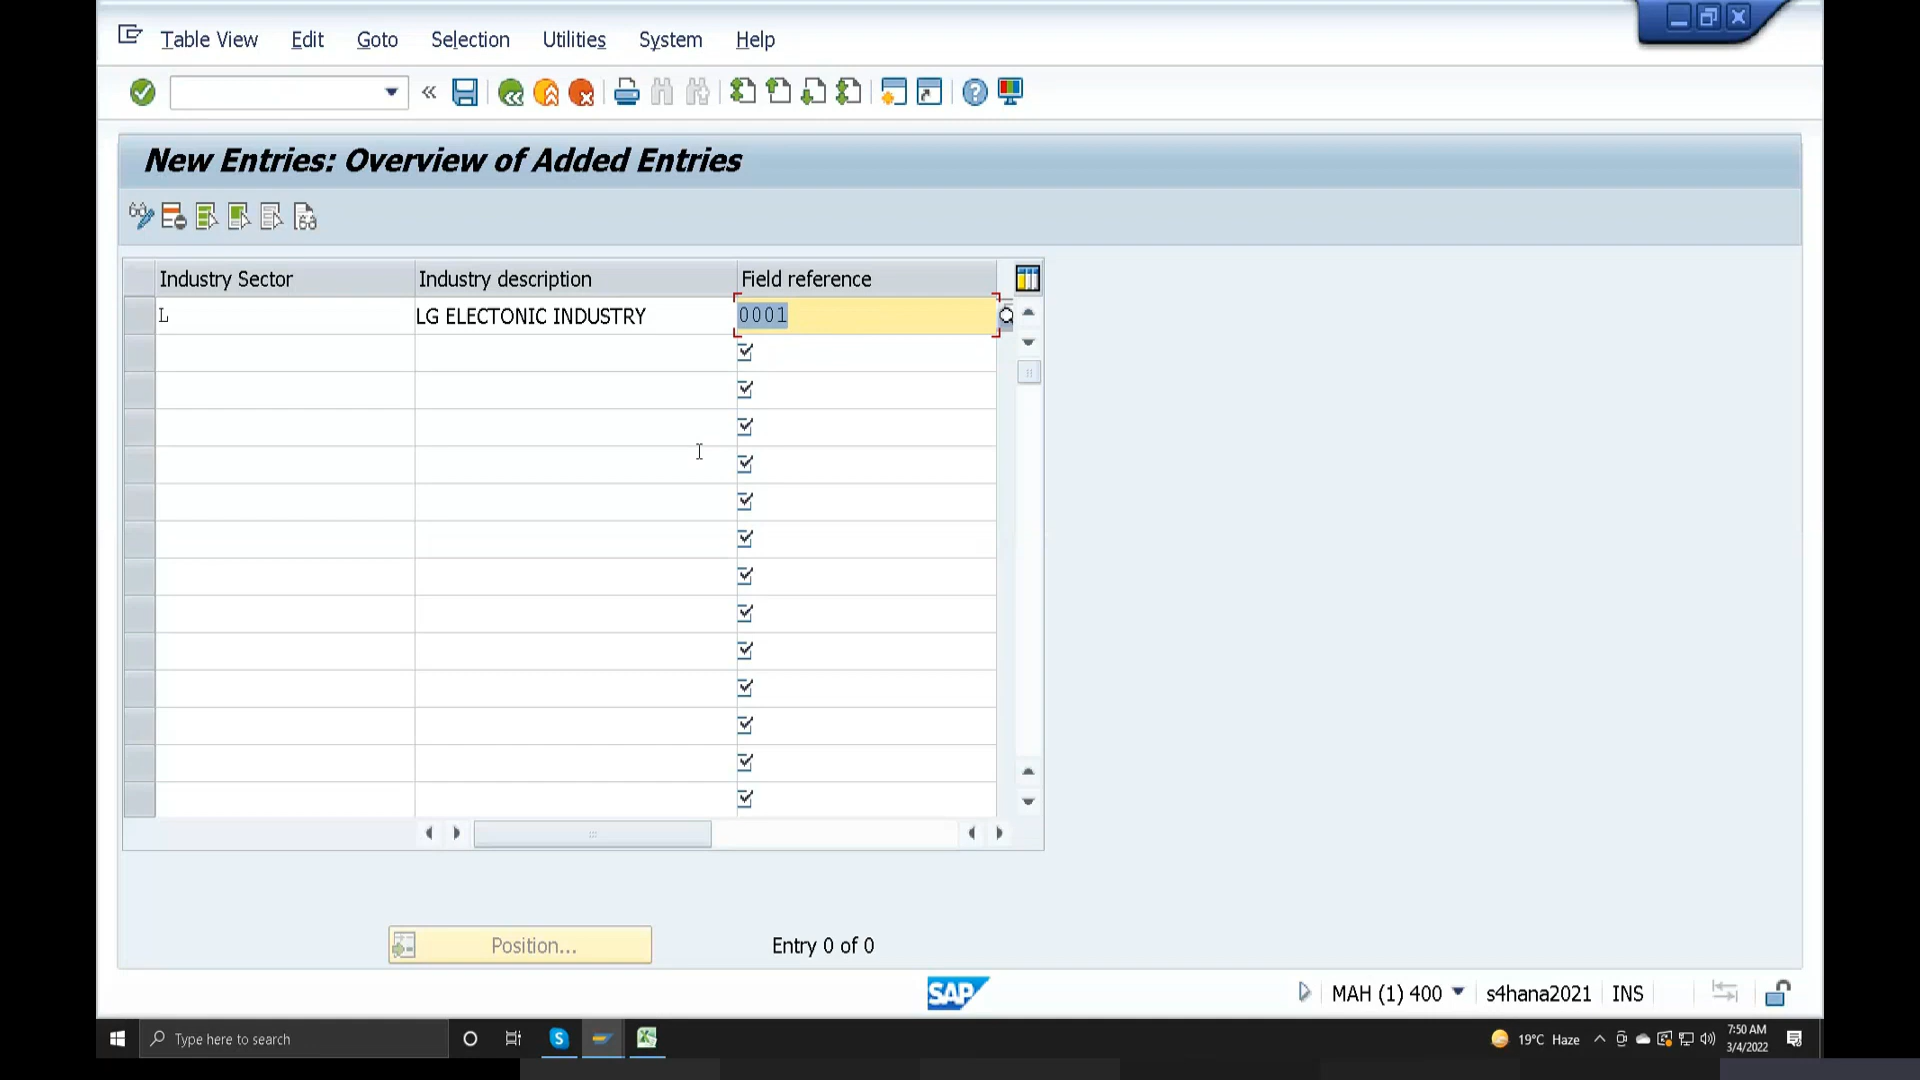 Table View Edit Goto Selection Utilities System Help
New Entries: Overview of Added Entries
Industry Sector Industry description Field reference
L LG ELECTONIC INDUSTRY 0001
Position... Entry 0 of 0
SAP MAH (1) 400 s4hana2021 INS
Type here to search 19°C Haze 7:50 AM
3/4/2022